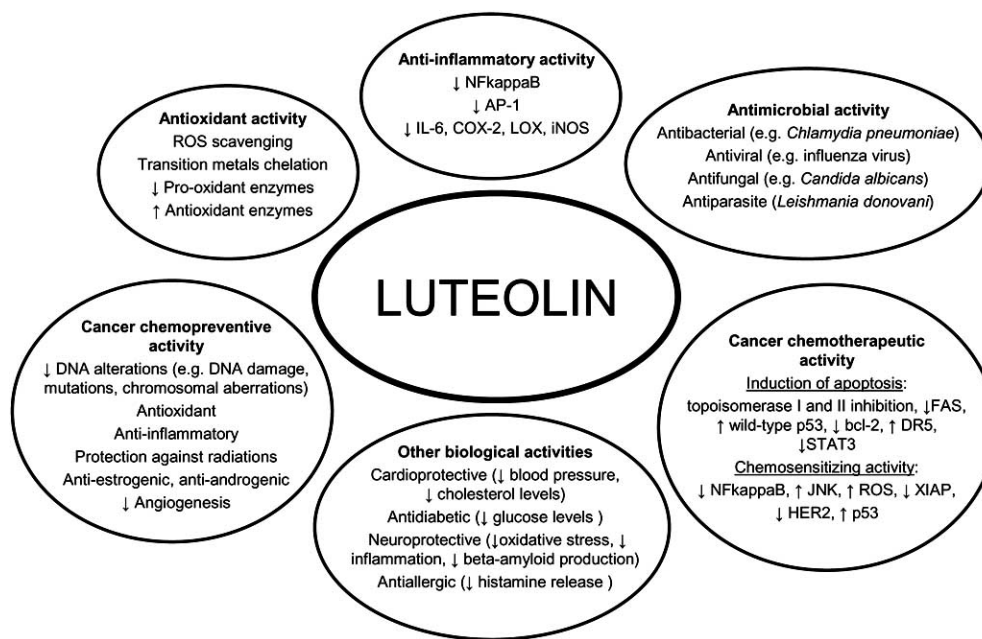 Anti-inflammatory activity
↓ NFkappaB
↓ AP-1
↓ IL-6, COX-2, LOX, iNOS
Antioxidant activity
ROS scavenging
Transition metals chelation
↓ Pro-oxidant enzymes
↑ Antioxidant enzymes
Antimicrobial activity
Antibacterial (e.g. Chlamydia pneumoniae)
Antiviral (e.g. influenza virus)
Antifungal (e.g. Candida albicans)
Antiparasite (Leishmania donovani)
LUTEOLIN
Cancer chemopreventive
activity
↓ DNA alterations (e.g. DNA damage,
mutations, chromosomal aberrations)
Antioxidant
Anti-inflammatory
Protection against radiations
Anti-estrogenic, anti-androgenic
↓ Angiogenesis
Cancer chemotherapeutic
activity
Induction of apoptosis:
topoisomerase I and II inhibition, ↓FAS,
↑ wild-type p53, ↓ bcl-2, ↑ DR5,
↓STAT3
Chemosensitizing activity:
↓ NFkappaB, ↑ JNK, ↑ ROS, ↓ XIAP,
↓ HER2, ↑ p53
Other biological activities
Cardioprotective (↓ blood pressure,
↓ cholesterol levels)
Antidiabetic (↓ glucose levels )
Neuroprotective (↓oxidative stress, ↓
inflammation, ↓ beta-amyloid production)
Antiallergic (↓ histamine release )